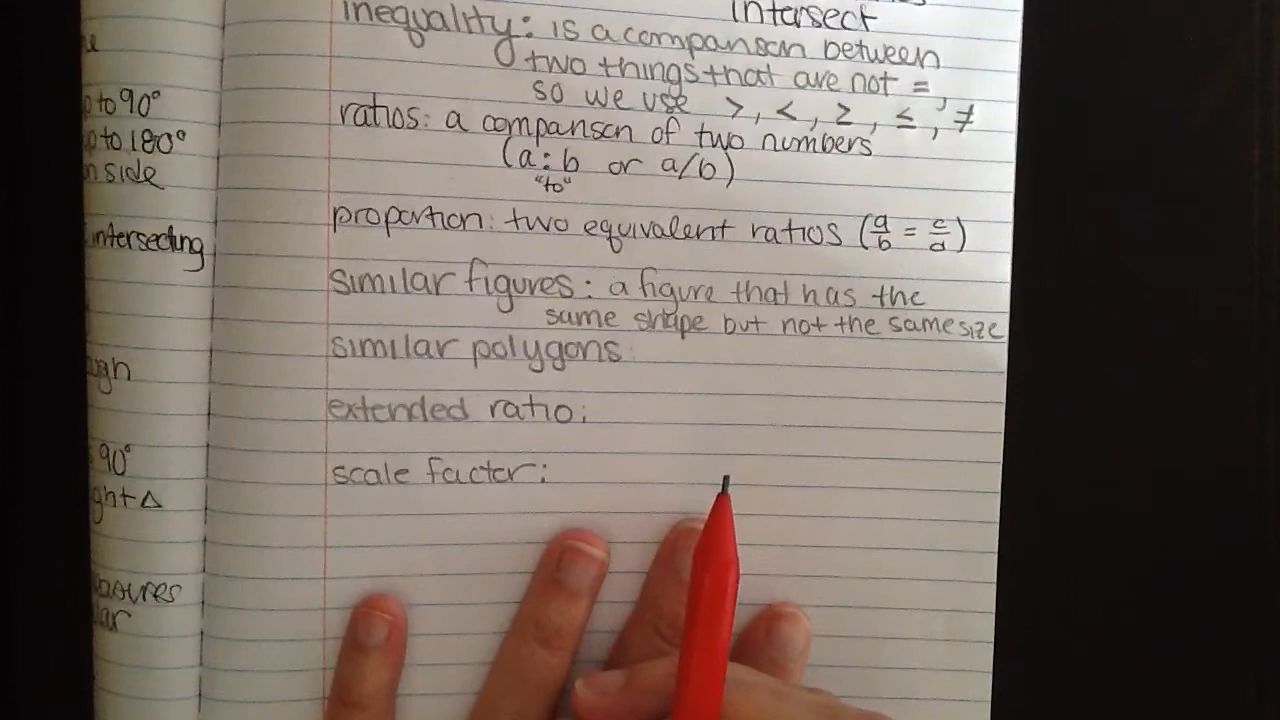 intersect
inequality: is a comparison between
two things that are not =,
so we use >, <, ≥, ≤, ≠
ratios: a comparison of two numbers
(a:b or a/b)
"to"
proportion: two equivalent ratios (a/b = c/d)
similar figures: a figure that has the
same shape but not the same size
similar polygons:
extended ratio:
scale factor:
to 90°
to 180°
side
intersecting
90°